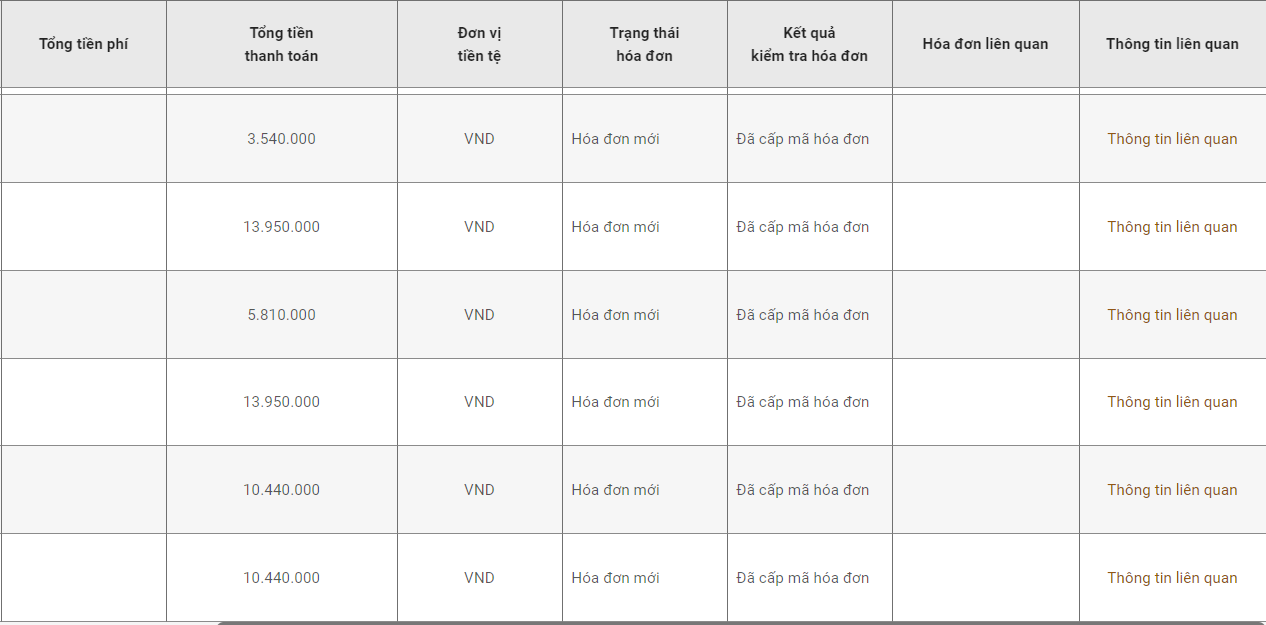 Tổng tiền phí
Tổng tiền
thanh toán
Đơn vị
tiền tệ
Trạng thái
hóa đơn
Kết quả
kiểm tra hóa đơn
Hóa đơn liên quan
Thông tin liên quan
3.540.000 VND Hóa đơn mới Đã cấp mã hóa đơn Thông tin liên quan
13.950.000 VND Hóa đơn mới Đã cấp mã hóa đơn Thông tin liên quan
5.810.000 VND Hóa đơn mới Đã cấp mã hóa đơn Thông tin liên quan
13.950.000 VND Hóa đơn mới Đã cấp mã hóa đơn Thông tin liên quan
10.440.000 VND Hóa đơn mới Đã cấp mã hóa đơn Thông tin liên quan
10.440.000 VND Hóa đơn mới Đã cấp mã hóa đơn Thông tin liên quan